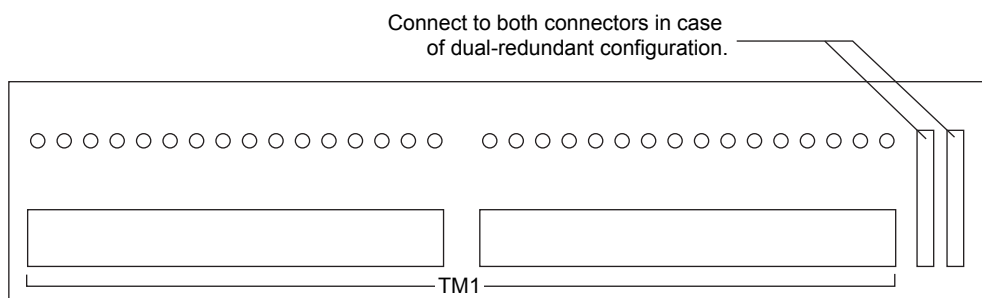 Connect to both connectors in case
of dual-redundant configuration.
TM1